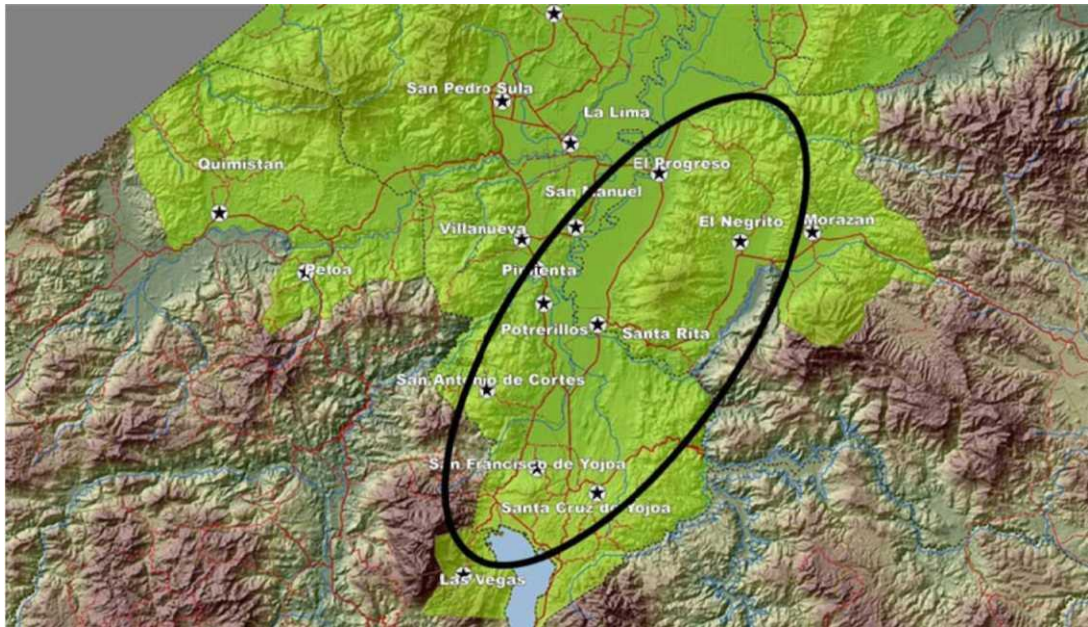 San Pedro Sula
La Lima
Quimistan
El Progreso
San Manuel
Villanueva
El Negrito
Morazan
Petoa
Pimienta
Potrerillos
Santa Rita
San Antonio de Cortes
San Francisco de Yojoa
Santa Cruz de Yojoa
Las Vegas